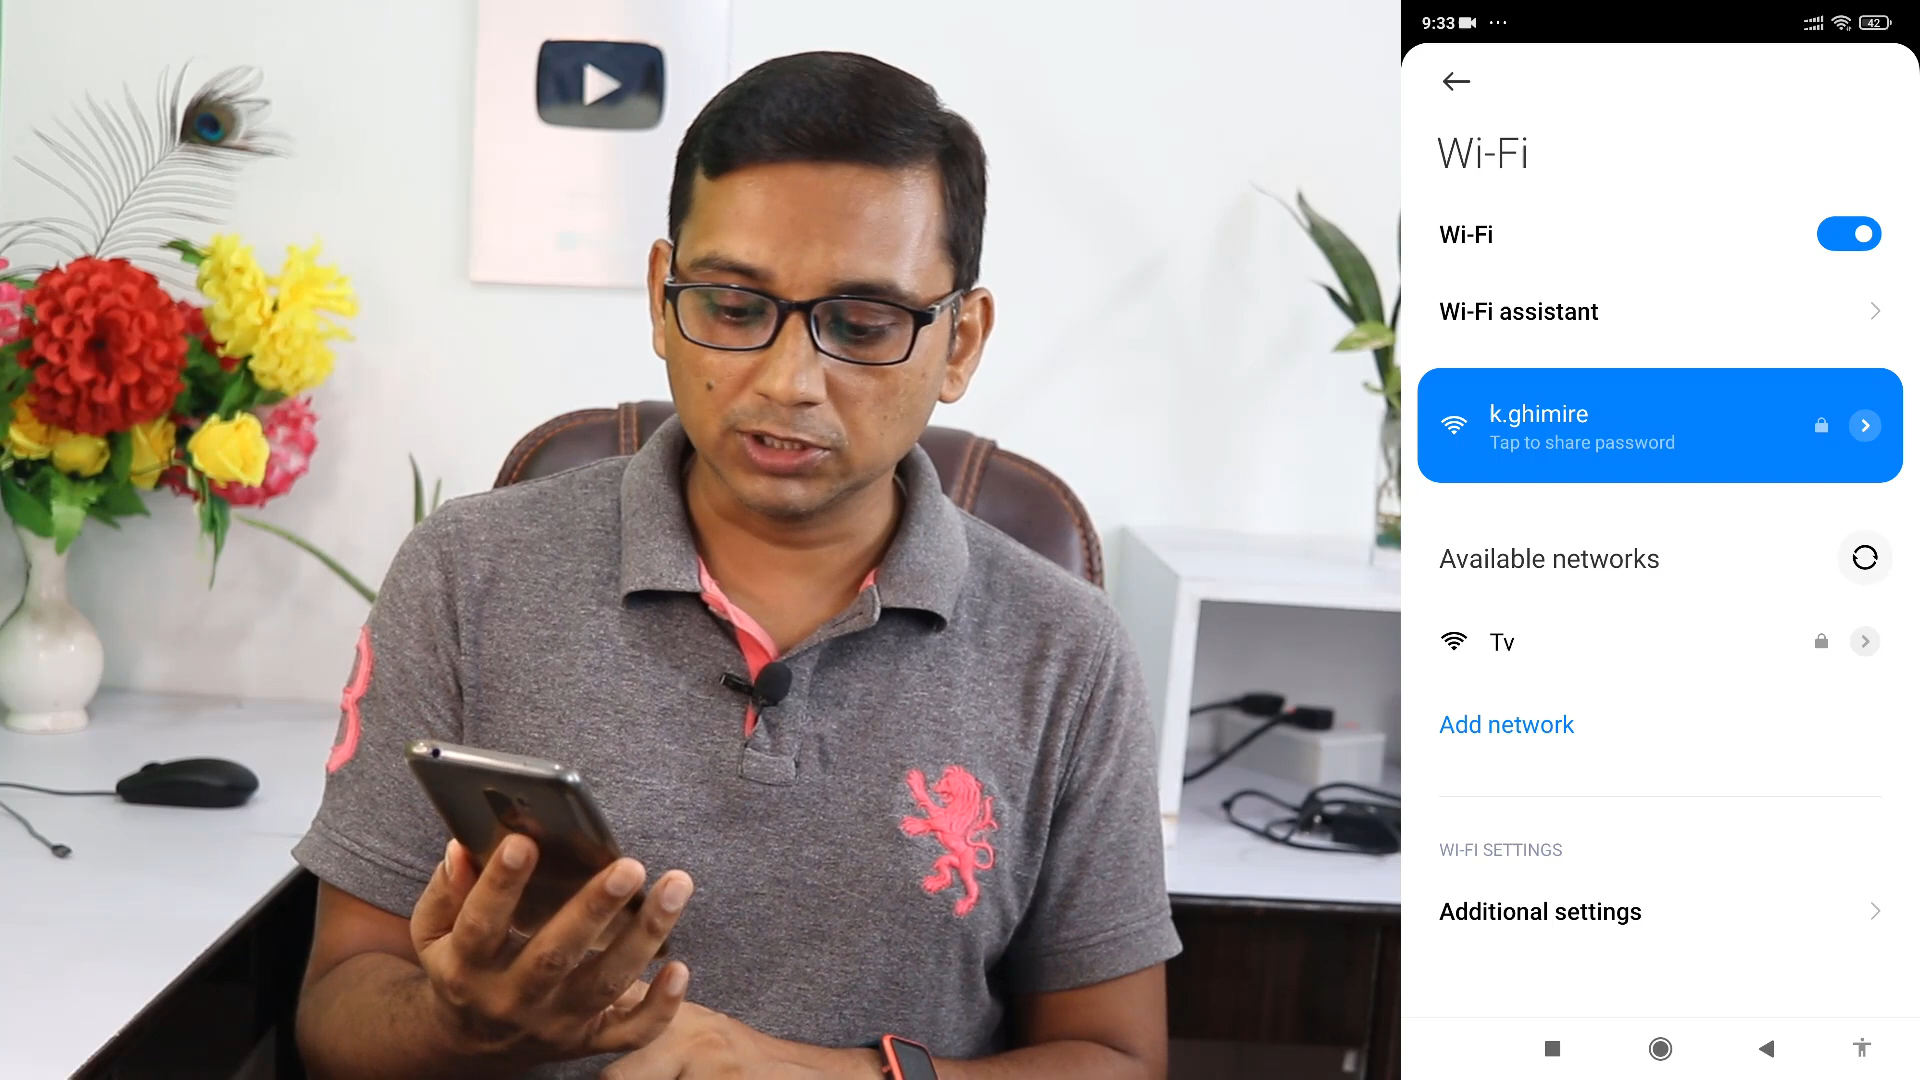 9:33
42
Wi-Fi
Wi-Fi
Wi-Fi assistant
k.ghimire
Tap to share password
Available networks
Tv
Add network
WI-FI SETTINGS
Additional settings